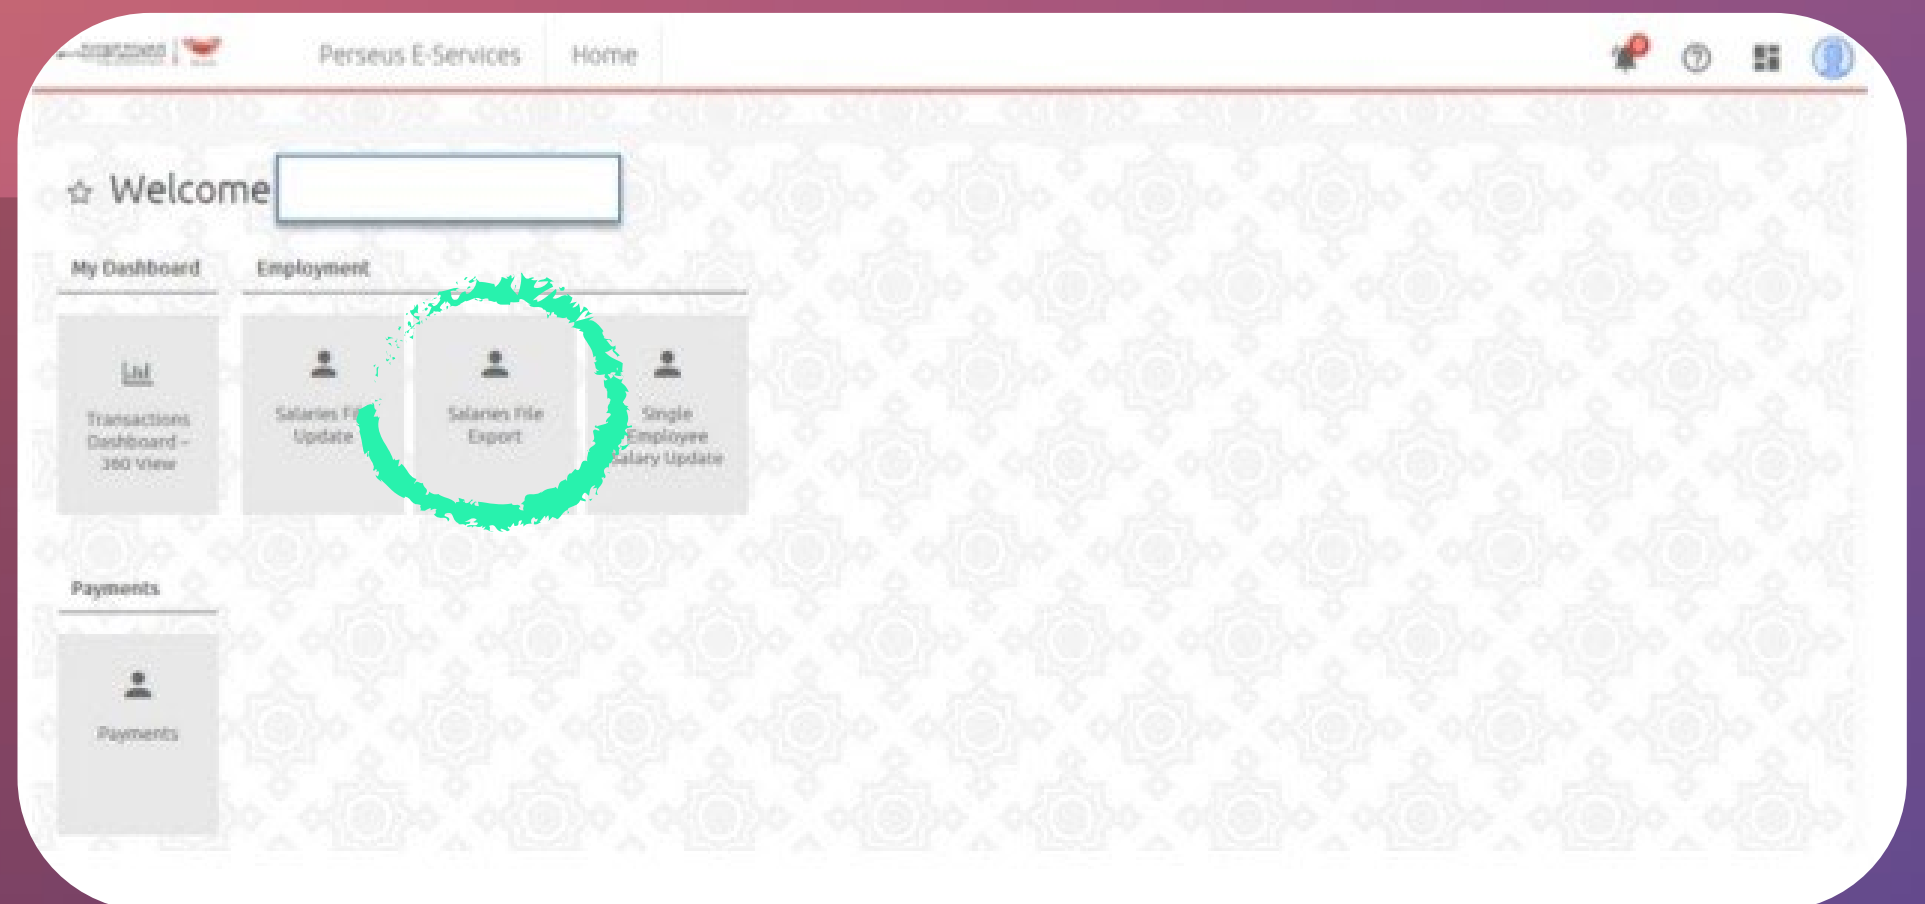 Perseus E-Services
Home
Welcome
My Dashboard
Employment
Transactions
Dashboard –
360 View
Salaries
Update
Salaries File
Export
Single
Employee
Salary Update
Payments
Payments